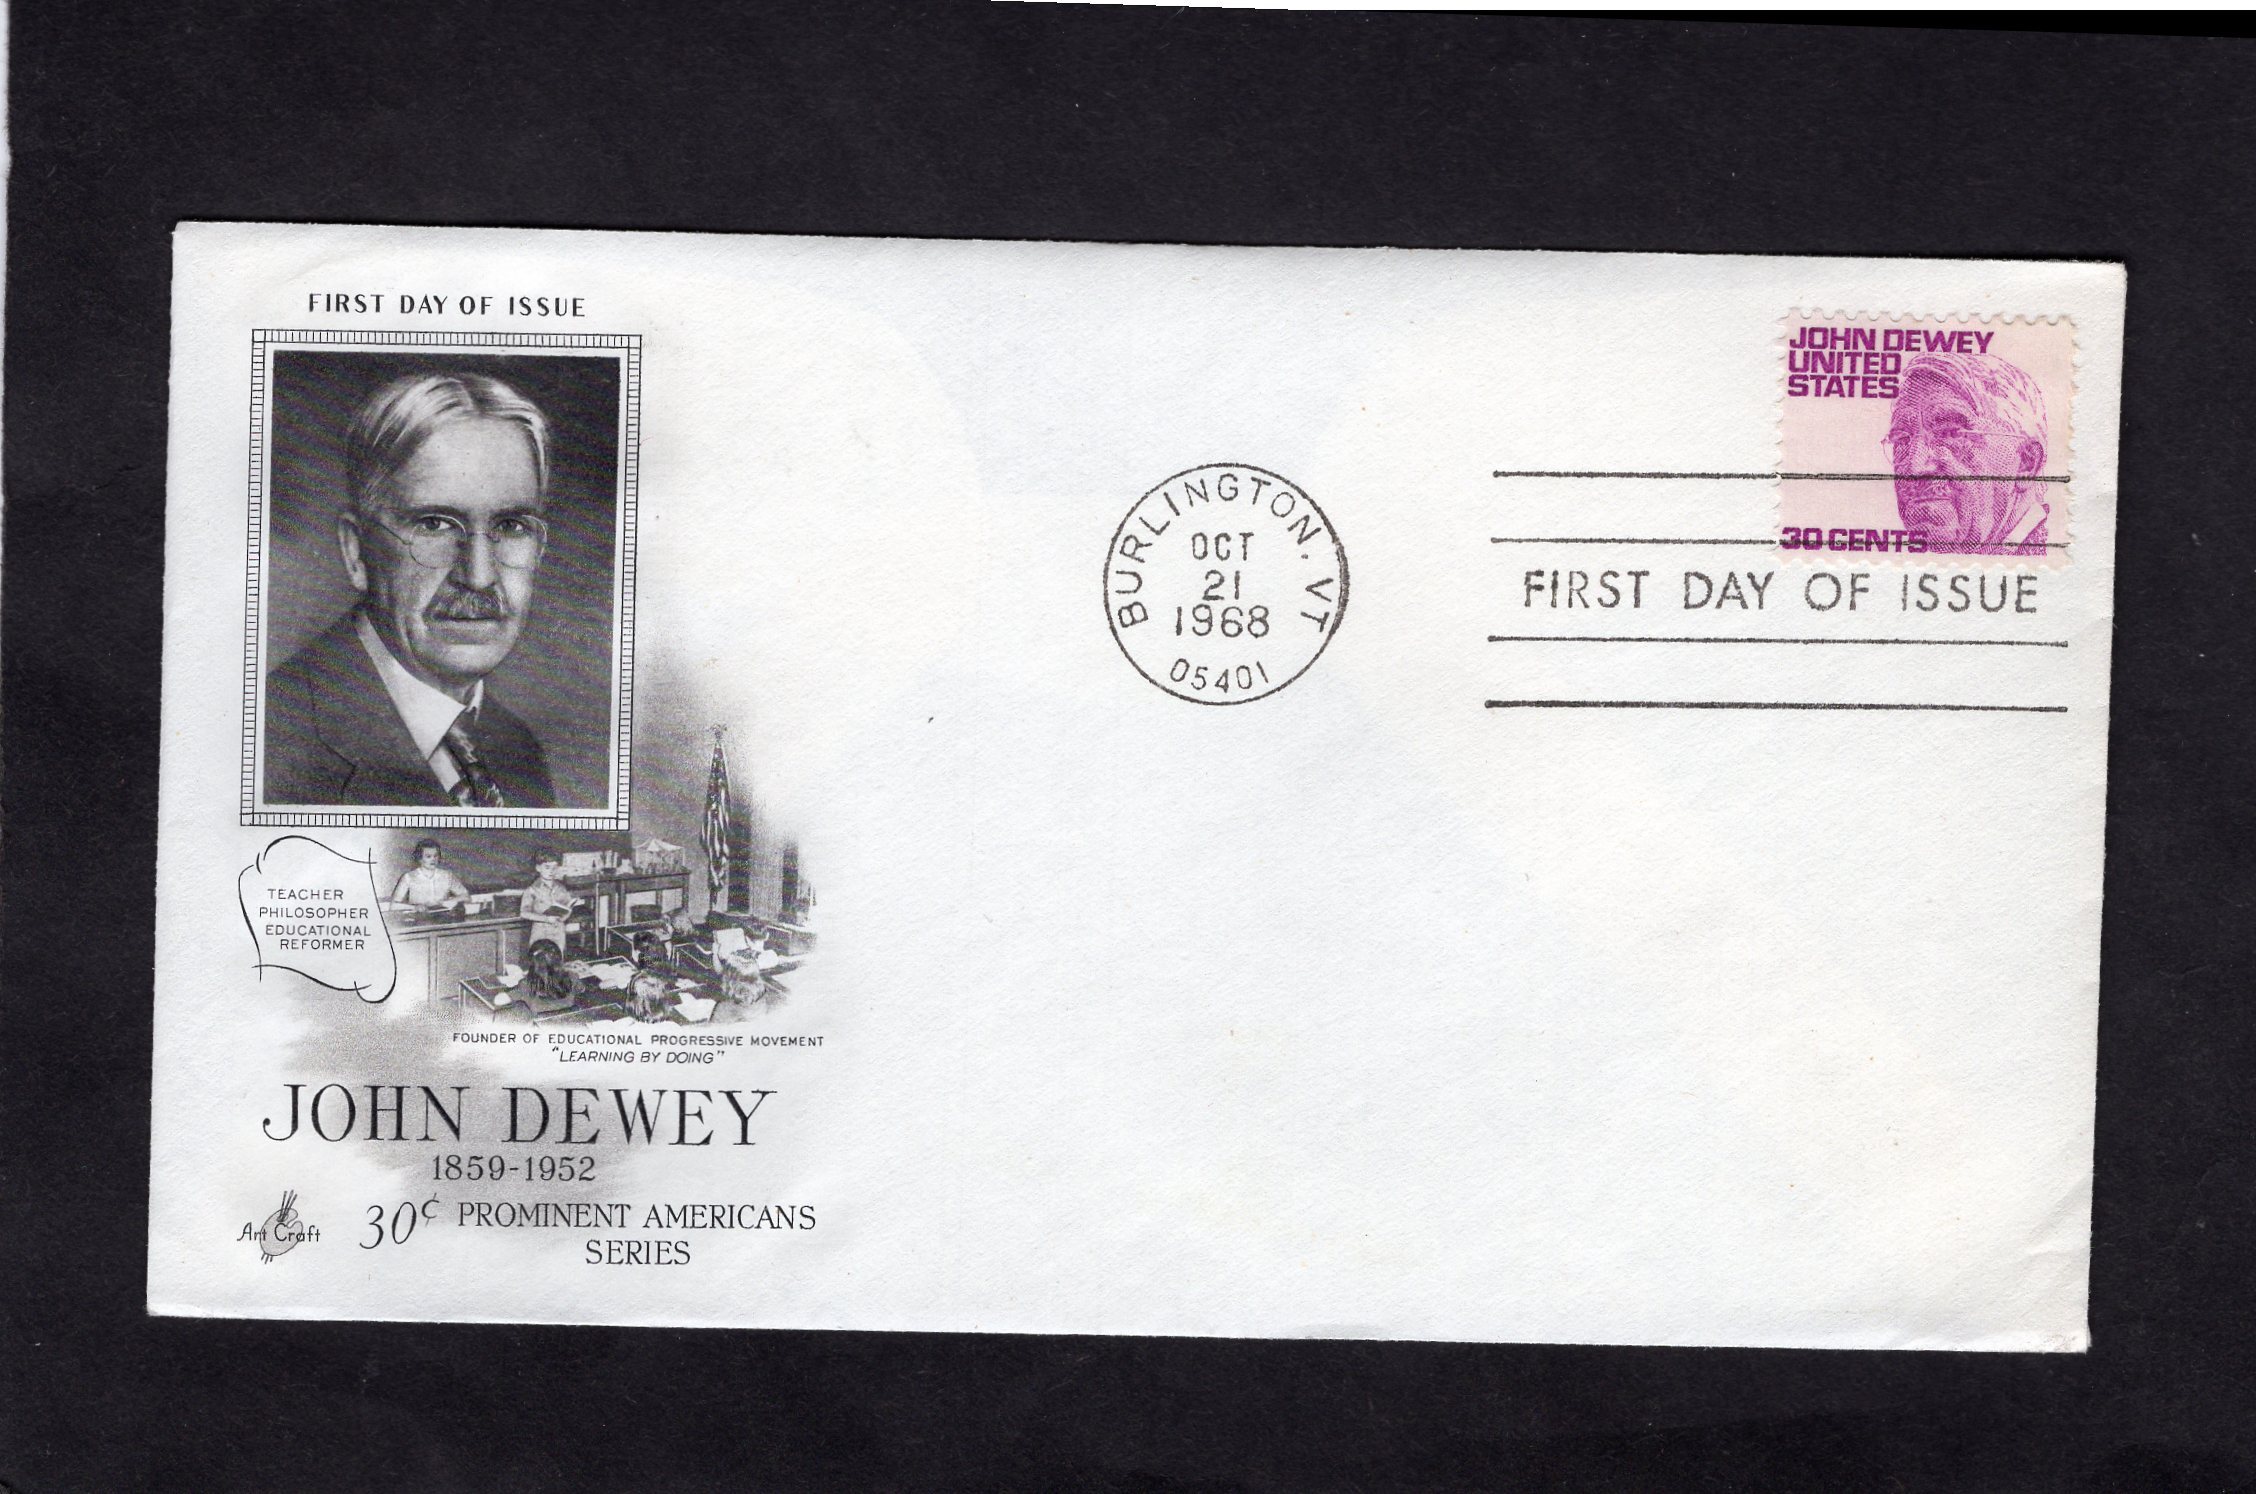 FIRST DAY OF ISSUE
TEACHER
PHILOSOPHER
EDUCATIONAL
REFORMER
FOUNDER OF EDUCATIONAL PROGRESSIVE MOVEMENT
"LEARNING BY DOING"
JOHN DEWEY
1859-1952
Art Craft
30¢ PROMINENT AMERICANS
SERIES
BURLINGTON. VT
OCT
21
1968
05401
JOHN DEWEY
UNITED
STATES
30 CENTS
FIRST DAY OF ISSUE